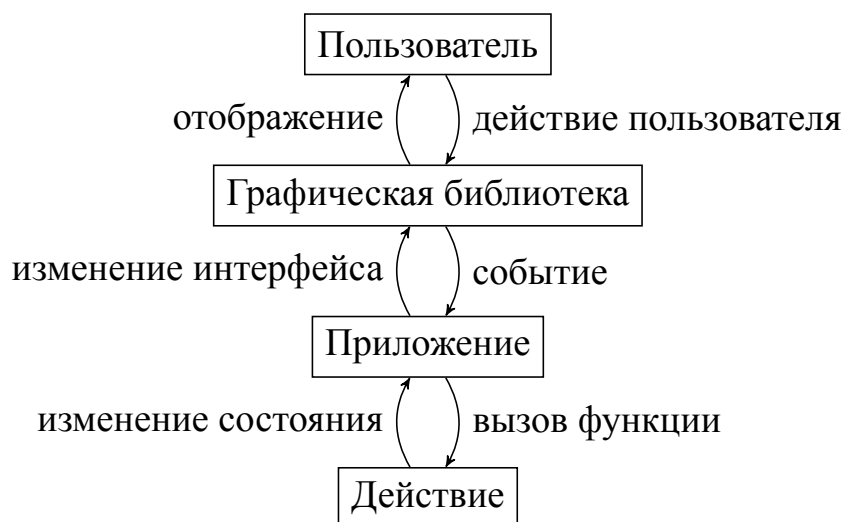 Пользователь
отображение действие пользователя
Графическая библиотека
изменение интерфейса событие
Приложение
изменение состояния вызов функции
Действие